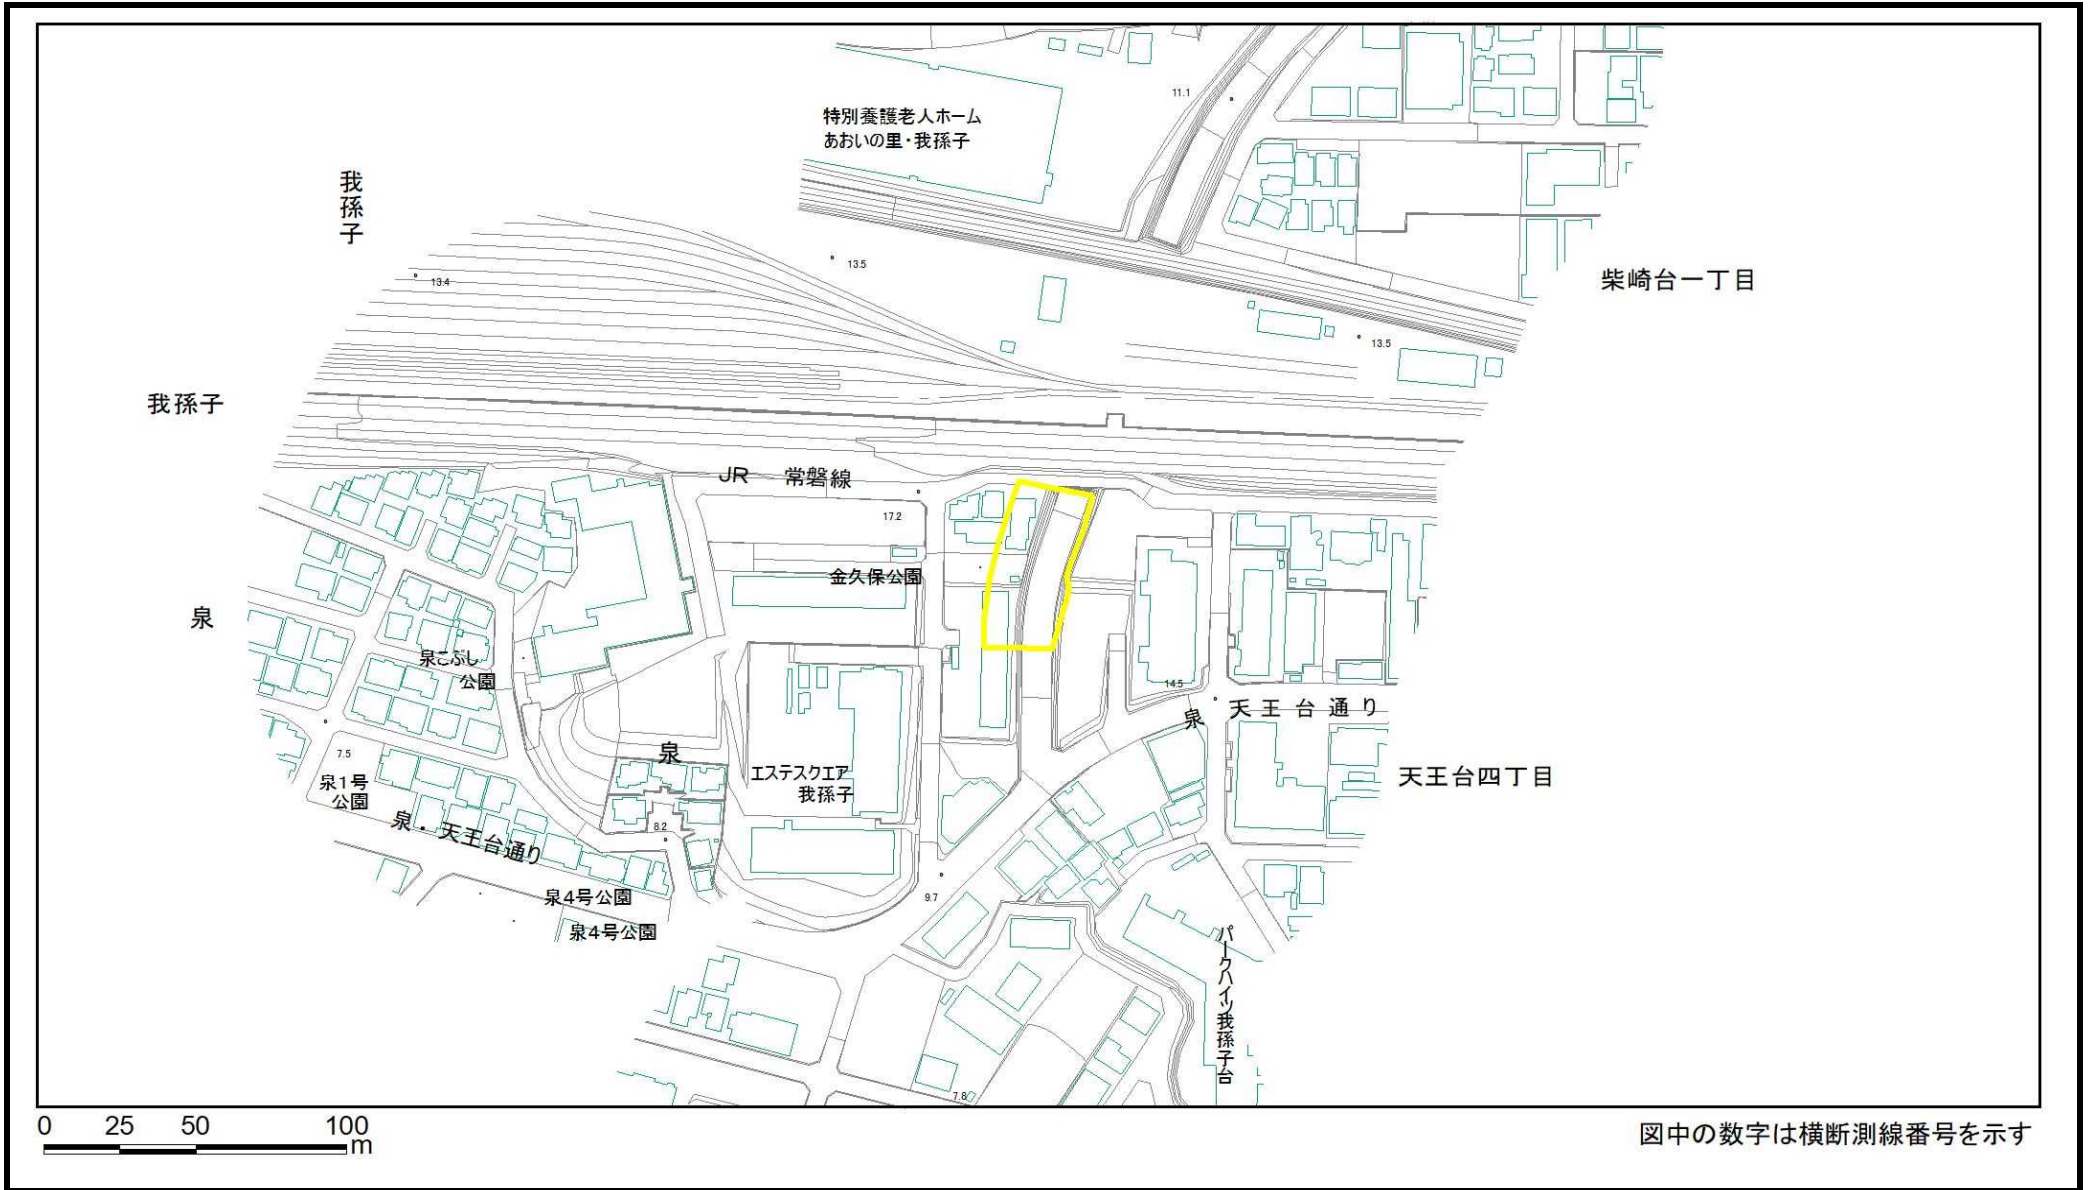 11.1
特別養護老人ホーム
あおいの里・我孫子
我孫子
13.5
13.4
柴崎台一丁目
13.5
我孫子
JR 常磐線
17.2
金久保公園
泉
泉こぶし
公園
14.5
泉・天王台通り
7.5
泉
エステスクエア
我孫子
天王台四丁目
泉1号
公園
泉・天王台通り
8.2
泉4号公園
9.7
泉4号公園
パークハイツ我孫子台
7.8
0 25 50 100
m
図中の数字は横断測線番号を示す